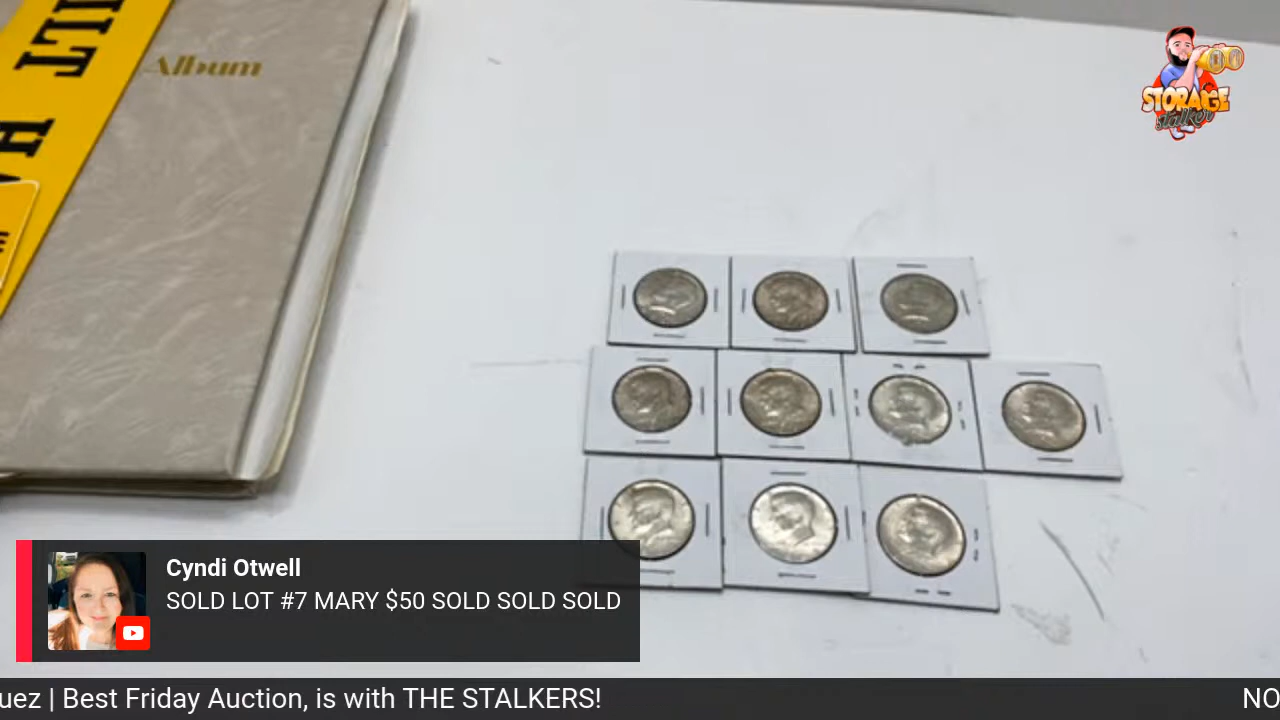 Album
STORAGE
stalker
Cyndi Otwell
SOLD LOT #7 MARY $50 SOLD SOLD SOLD
uez | Best Friday Auction, is with THE STALKERS!
NO